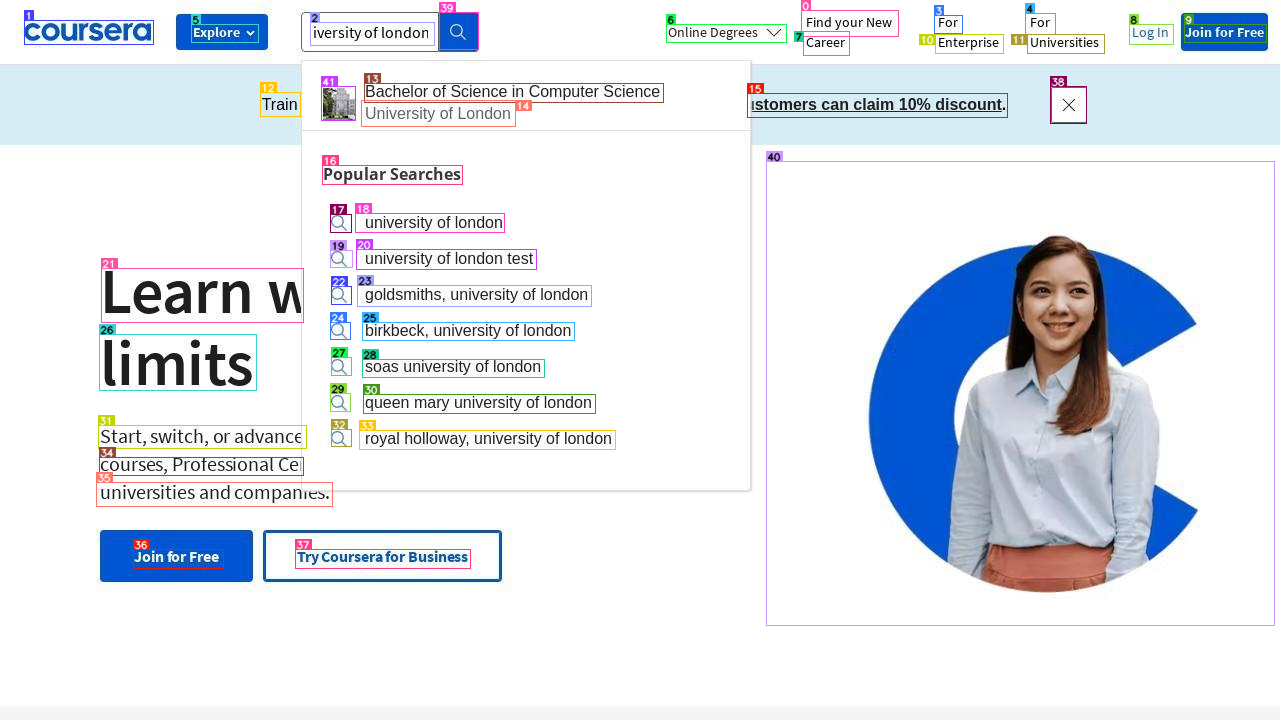 coursera
Explore
iversity of london
Online Degrees
Find your New
Career
For
Enterprise
For
Universities
Log In
Join for Free
Train
Bachelor of Science in Computer Science
University of London
ustomers can claim 10% discount.
Popular Searches
university of london
university of london test
goldsmiths, university of london
birkbeck, university of london
soas university of london
queen mary university of london
royal holloway, university of london
Learn w
limits
Start, switch, or advance
courses, Professional Cer
universities and companies.
Join for Free
Try Coursera for Business
0
1
2
3
4
5
6
7
8
9
10
11
12
13
14
15
16
17
18
19
20
21
22
23
24
25
26
27
28
29
30
31
32
33
34
35
36
37
38
39
40
41